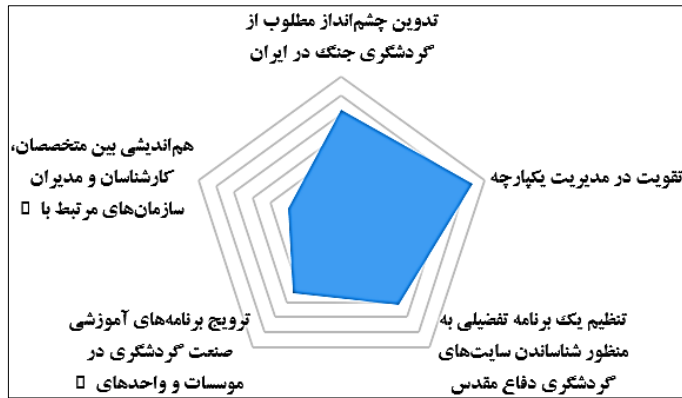 تدوین چشم‌انداز مطلوب از
گردشگری جنگ در ایران
تقویت در مدیریت یکپارچه
تنظیم یک برنامه تفضیلی به
منظور شناساندن سایت‌های
گردشگری دفاع مقدس
ترویج برنامه‌های آموزشی
صنعت گردشگری در
موسسات و واحدهای
هم‌اندیشی بین متخصصان،
کارشناسان و مدیران
سازمان‌های مرتبط با